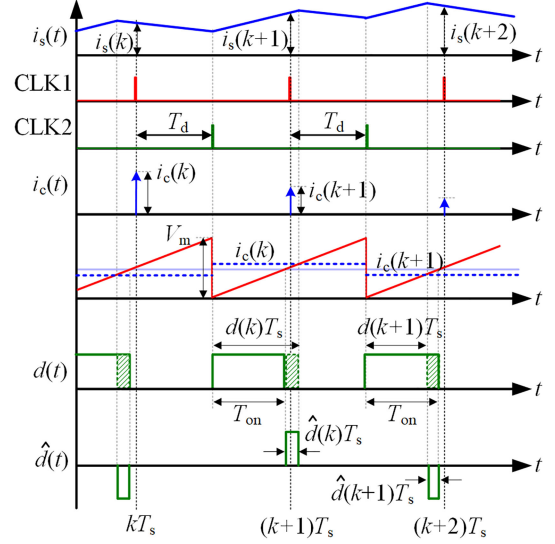 i_s(t) i_s(k) i_s(k+1) i_s(k+2) t
CLK1 t
CLK2 T_d T_d t
i_c(t) i_c(k) i_c(k+1) t
V_m i_c(k) i_c(k+1) t
d(k)T_s d(k+1)T_s
d(t) t
T_on T_on
d̂(k)T_s
d̂(t) t
d̂(k+1)T_s
kT_s (k+1)T_s (k+2)T_s